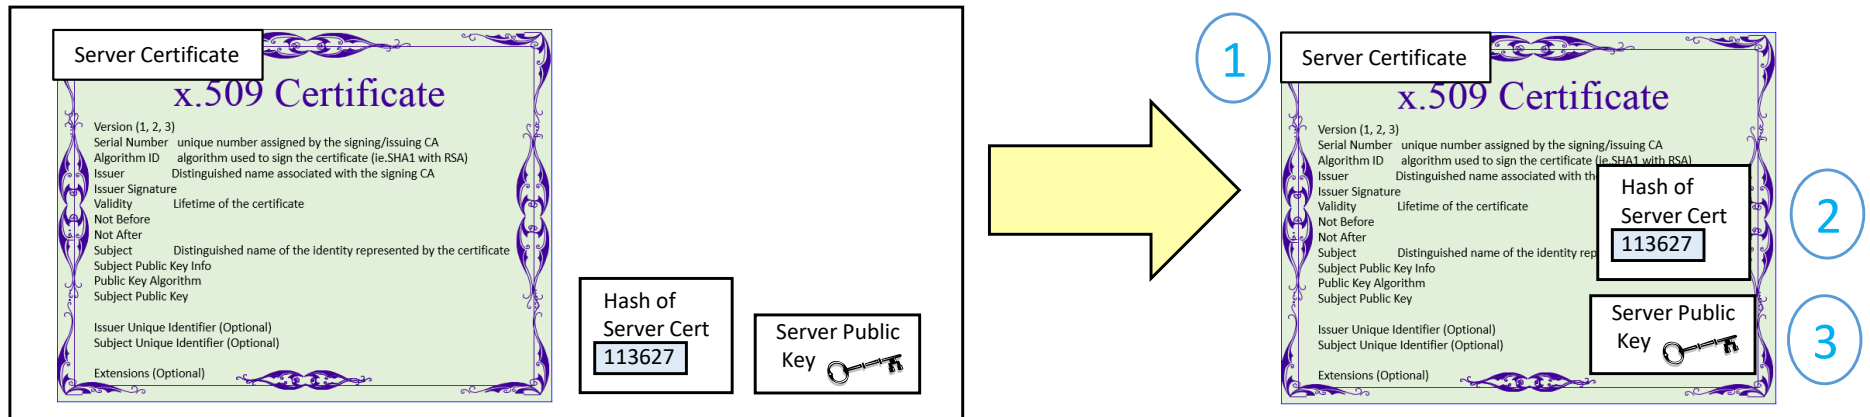 Server Certificate
x.509 Certificate
Version (1, 2, 3)
Serial Number unique number assigned by the signing/issuing CA
Algorithm ID algorithm used to sign the certificate (ie.SHA1 with RSA)
Issuer Distinguished name associated with the signing CA
Issuer Signature
Validity Lifetime of the certificate
Not Before
Not After
Subject Distinguished name of the identity represented by the certificate
Subject Public Key Info
Public Key Algorithm
Subject Public Key
Issuer Unique Identifier (Optional)
Subject Unique Identifier (Optional)
Extensions (Optional)
Hash of
Server Cert
113627
Server Public
Key
1
Server Certificate
x.509 Certificate
Version (1, 2, 3)
Serial Number unique number assigned by the signing/issuing CA
Algorithm ID algorithm used to sign the certificate (ie.SHA1 with RSA)
Issuer Distinguished name associated with
Issuer Signature
Validity Lifetime of the certificate
Not Before
Not After
Subject Distinguished name of the identity
Subject Public Key Info
Public Key Algorithm
Subject Public Key
Issuer Unique Identifier (Optional)
Subject Unique Identifier (Optional)
Extensions (Optional)
Hash of
Server Cert
113627
2
Server Public
Key
3